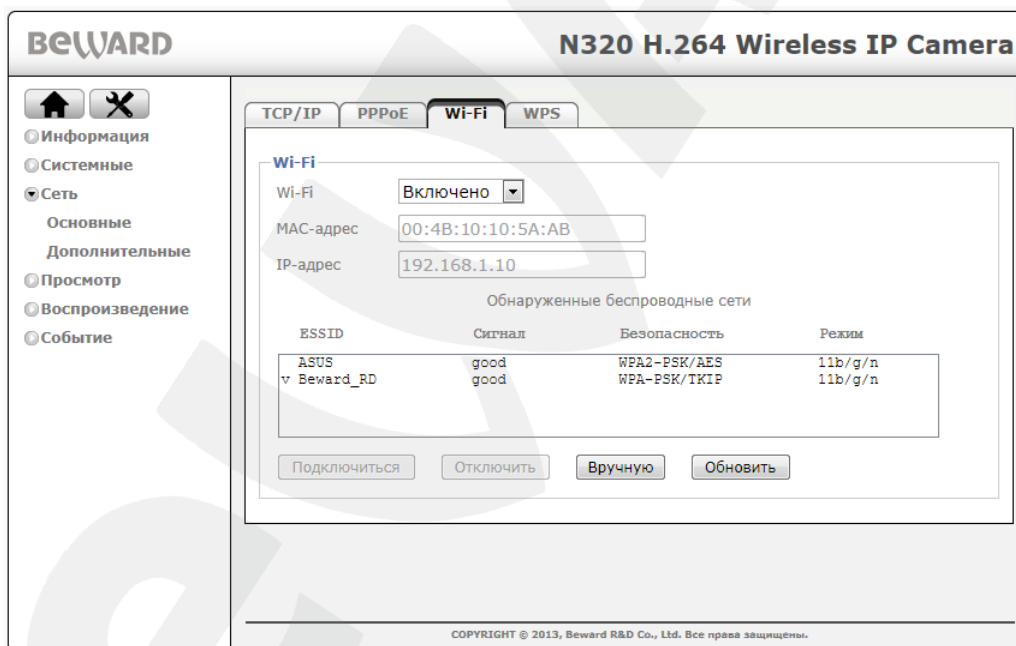 BEWARD
N320 H.264 Wireless IP Camera
Информация
Системные
Сеть
Основные
Дополнительные
Просмотр
Воспроизведение
Событие
TCP/IP PPPoE Wi-Fi WPS
Wi-Fi
Wi-Fi Включено
MAC-адрес 00:4B:10:10:5A:AB
IP-адрес 192.168.1.10
Обнаруженные беспроводные сети
ESSID Сигнал Безопасность Режим
ASUS good WPA2-PSK/AES 11b/g/n
v Beward_RD good WPA-PSK/TKIP 11b/g/n
Подключиться Отключить Вручную Обновить
COPYRIGHT © 2013, Beward R&D Co., Ltd. Все права защищены.